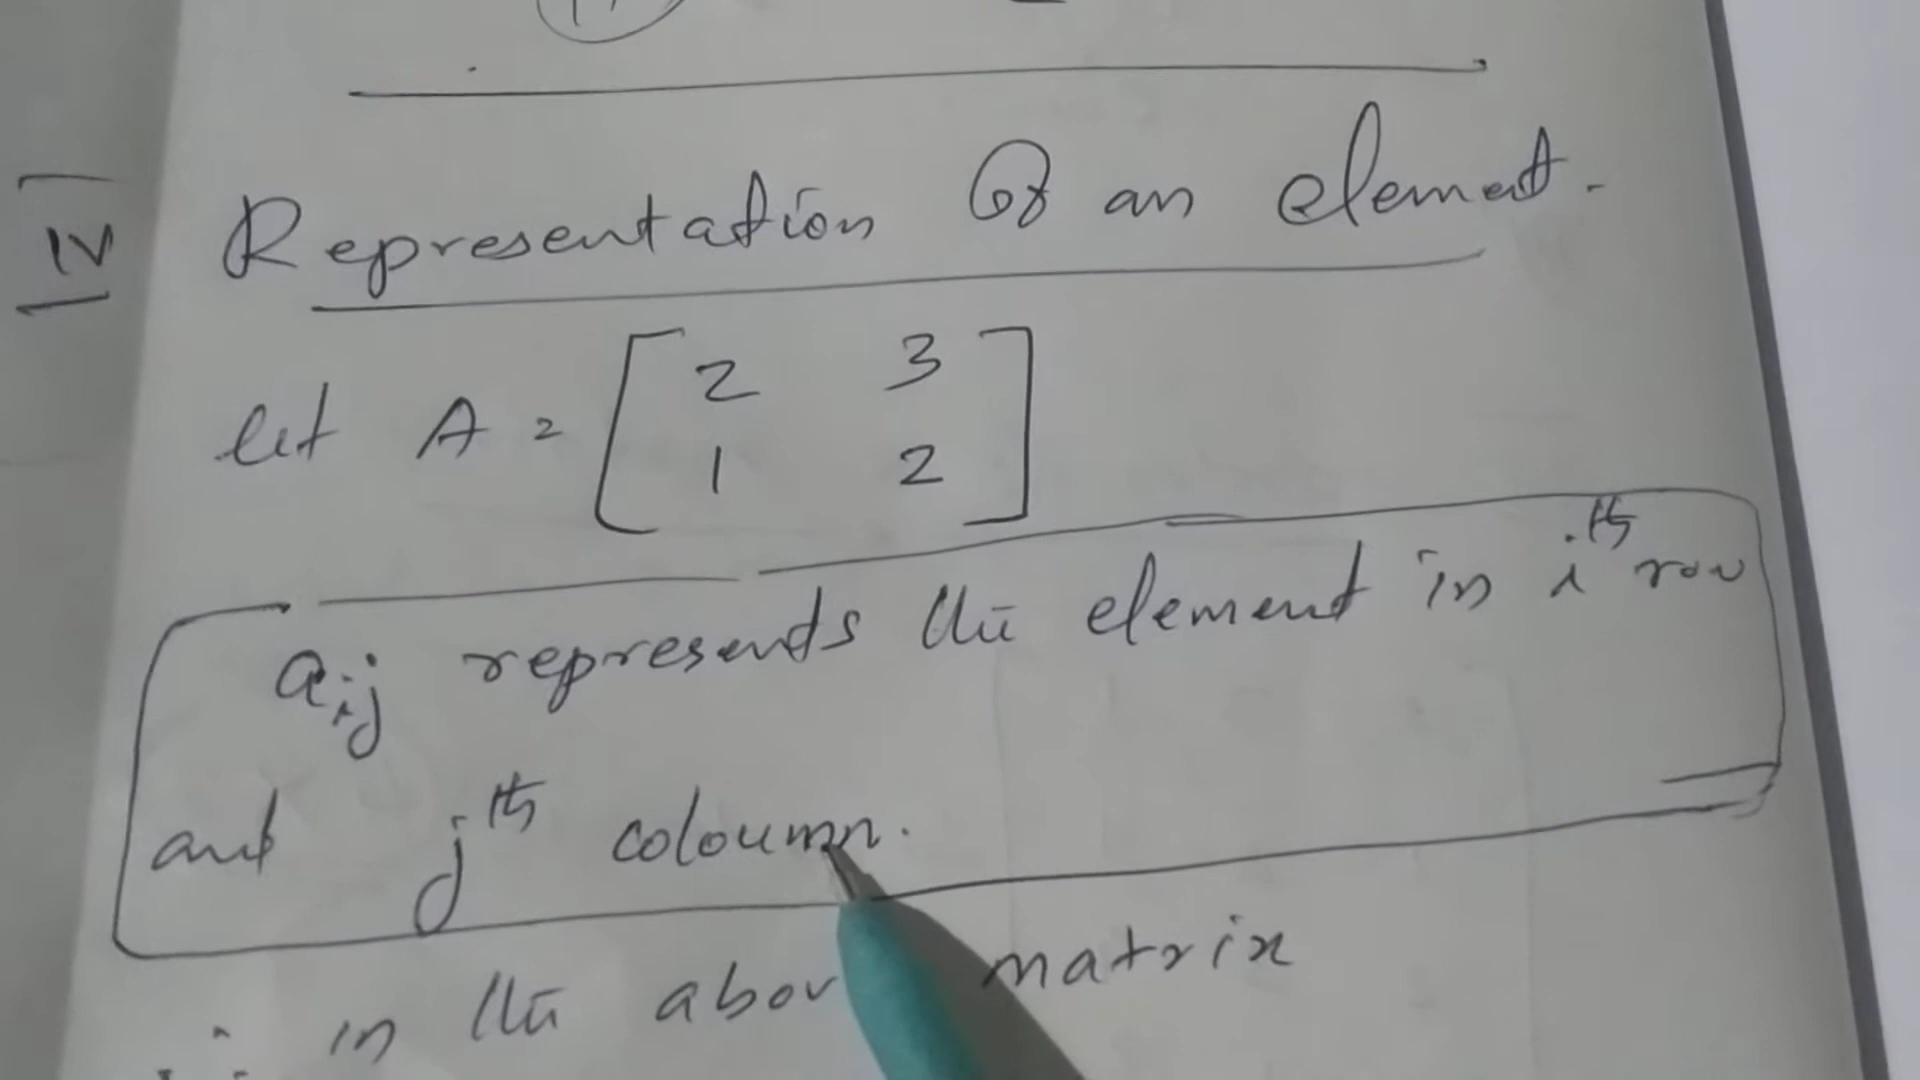 IV Representation Of an element.
let A = [ 2 3
1 2 ]
aij represents the element in ith row
and jth coloumn.
in the above matrix